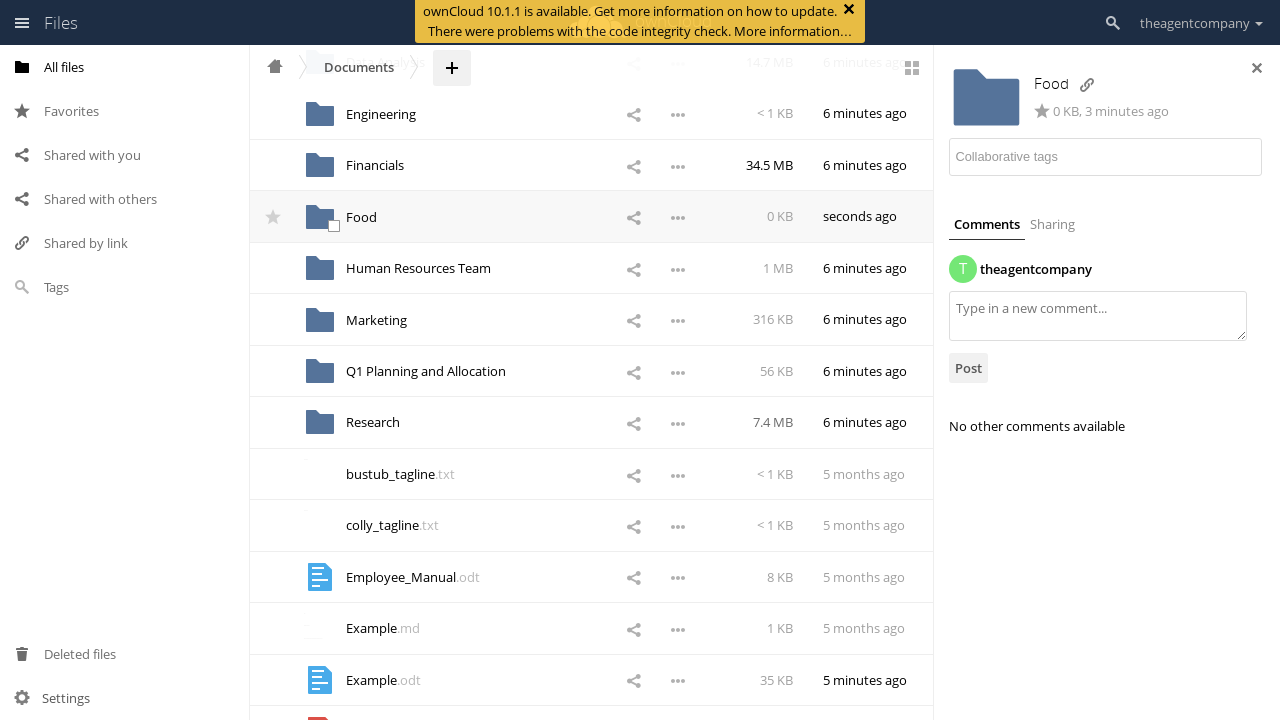 ownCloud 10.1.1 is available. Get more information on how to update.
There were problems with the code integrity check. More information…
Files
theagentcompany
All files
Favorites
Shared with you
Shared with others
Shared by link
Tags
Deleted files
Settings
Documents
14.7 MB 6 minutes ago
Engineering < 1 KB 6 minutes ago
Financials 34.5 MB 6 minutes ago
Food 0 KB seconds ago
Human Resources Team 1 MB 6 minutes ago
Marketing 316 KB 6 minutes ago
Q1 Planning and Allocation 56 KB 6 minutes ago
Research 7.4 MB 6 minutes ago
bustub_tagline.txt < 1 KB 5 months ago
colly_tagline.txt < 1 KB 5 months ago
Employee_Manual.odt 8 KB 5 months ago
Example.md 1 KB 5 months ago
Example.odt 35 KB 5 minutes ago
Food
0 KB, 3 minutes ago
Collaborative tags
Comments Sharing
T theagentcompany
Type in a new comment...
Post
No other comments available